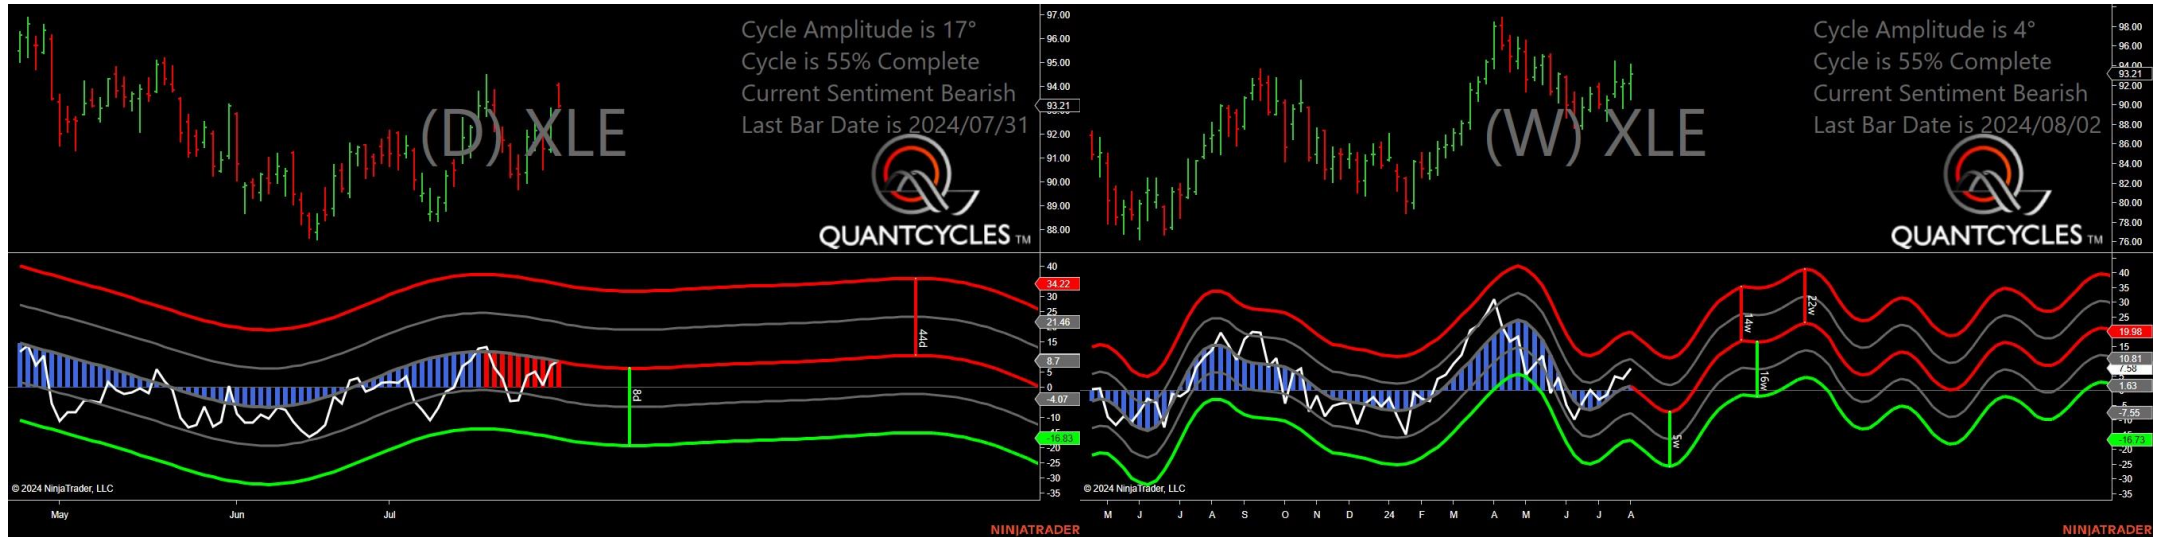 Cycle Amplitude is 17°
Cycle is 55% Complete
Current Sentiment Bearish
Last Bar Date is 2024/07/31
(D) XLE
QUANTCYCLES TM
97.00
96.00
95.00
94.00
93.21
92.00
91.00
90.00
89.00
88.00
40
34.22
30
21.46
15
8.7
5
0
-4.07
-10
-16.83
-20
-25
-30
-35
44d
8d
© 2024 NinjaTrader, LLC
May Jun Jul
NINJATRADER
Cycle Amplitude is 4°
Cycle is 55% Complete
Current Sentiment Bearish
Last Bar Date is 2024/08/02
(W) XLE
QUANTCYCLES TM
98.00
96.00
94.00
93.21
92.00
90.00
88.00
86.00
84.00
82.00
80.00
78.00
76.00
40
35
30
25
19.98
15
10.81
7.58
1.63
-7.55
-10
-16.73
-20
-25
-30
-35
14w
22w
16w
5w
© 2024 NinjaTrader, LLC
M J J A S O N D 24 F M A M J J A
NINJATRADER